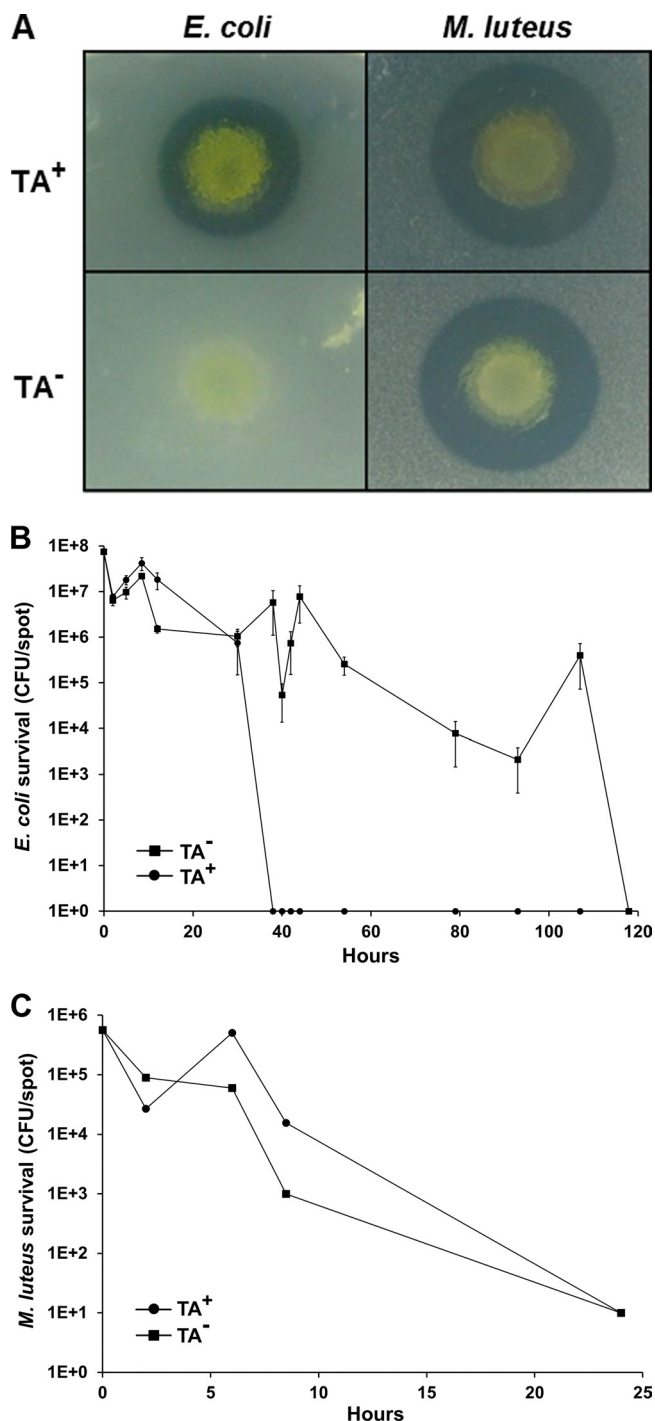 A
E. coli
M. luteus
TA+
TA-
B
E. coli survival (CFU/spot)
1E+8
1E+7
1E+6
1E+5
1E+4
1E+3
1E+2
1E+1
1E+0
TA-
TA+
0 20 40 60 80 100 120
Hours
C
M. luteus survival (CFU/spot)
1E+6
1E+5
1E+4
1E+3
1E+2
1E+1
1E+0
TA+
TA-
0 5 10 15 20 25
Hours